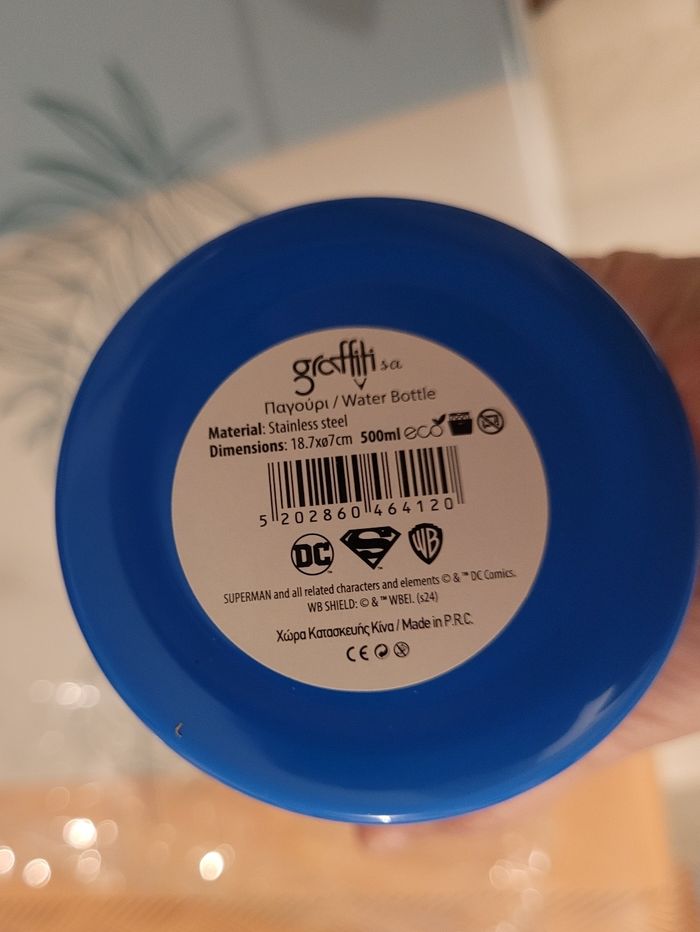 graffiti s.a
Παγούρι / Water Bottle
Material: Stainless steel
Dimensions: 18.7xø7cm 500ml eco
5 202860 464120
DC S WB
SUPERMAN and all related characters and elements © & ™ DC Comics.
WB SHIELD: © & ™ WBEI. (s24)
Χώρα Κατασκευής Κίνα / Made in P.R.C.
CE